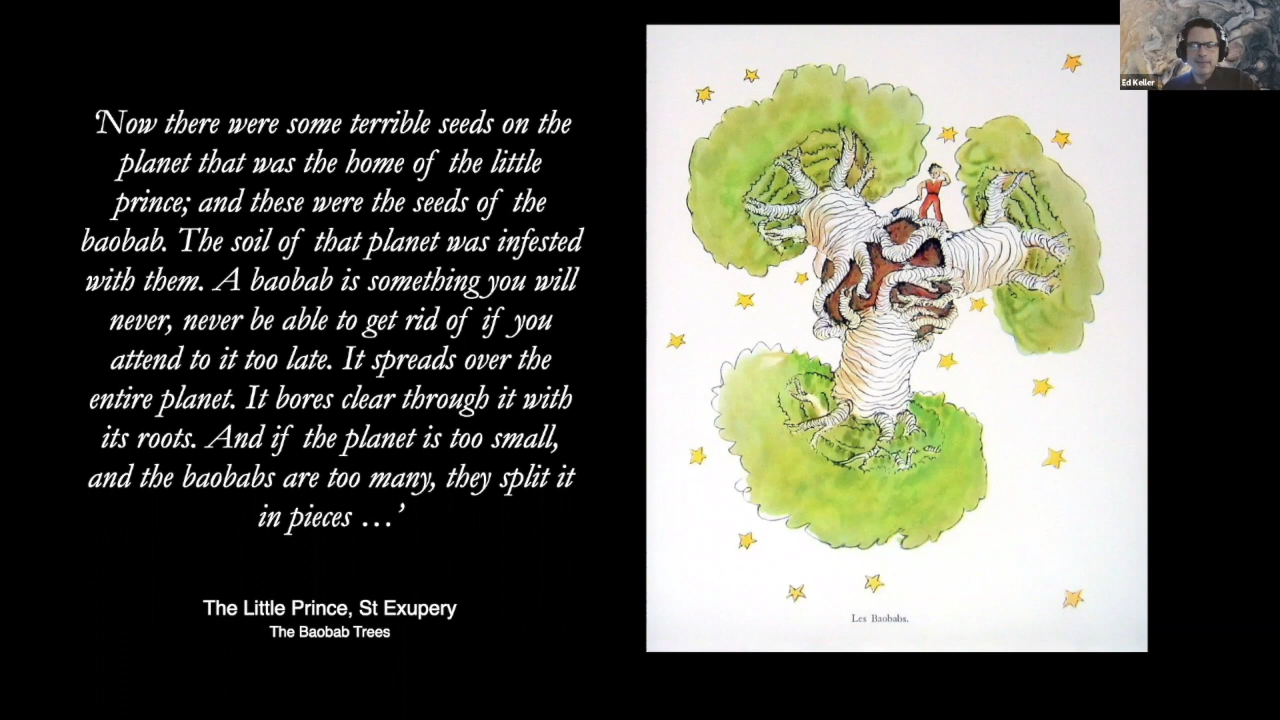 ‘Now there were some terrible seeds on the
planet that was the home of the little
prince; and these were the seeds of the
baobab. The soil of that planet was infested
with them. A baobab is something you will
never, never be able to get rid of if you
attend to it too late. It spreads over the
entire planet. It bores clear through it with
its roots. And if the planet is too small,
and the baobabs are too many, they split it
in pieces …’
The Little Prince, St Exupery
The Baobab Trees
Les Baobabs.
Ed Keller